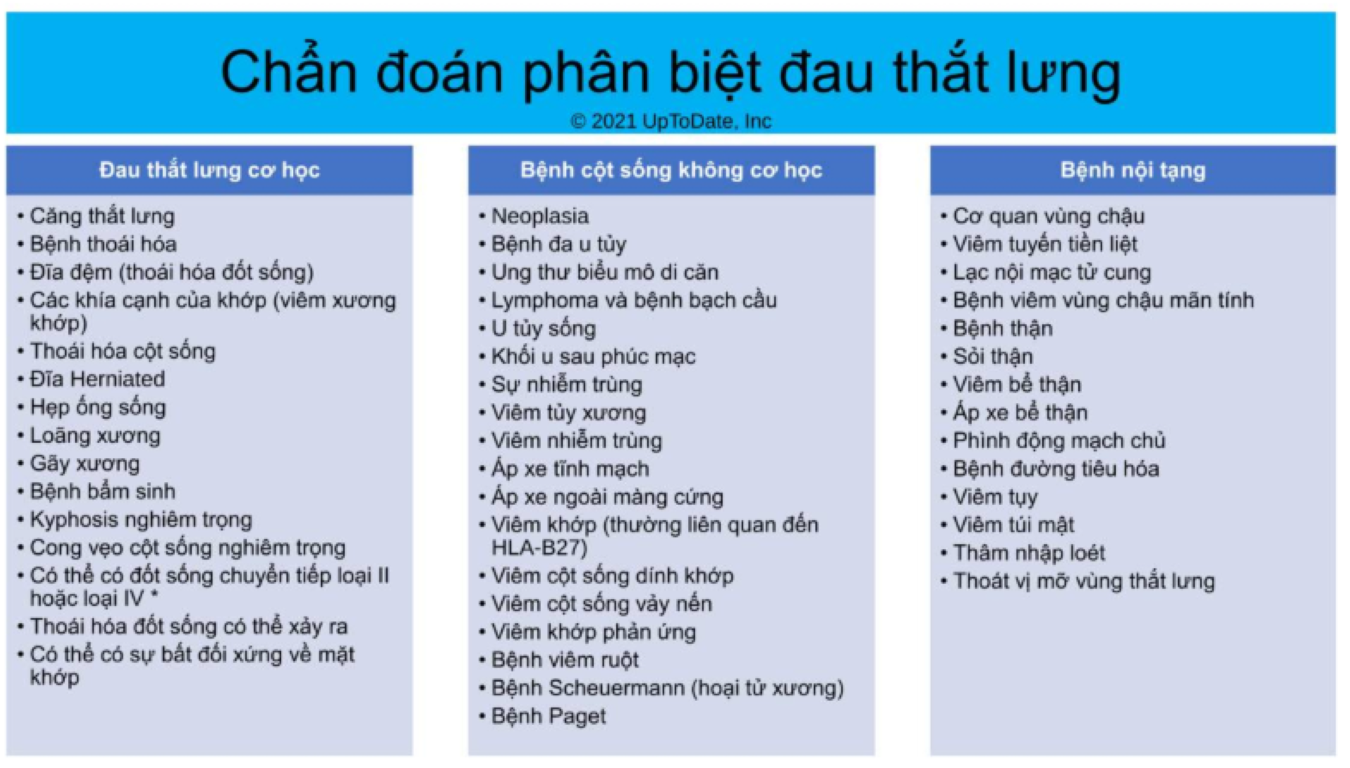 Chẩn đoán phân biệt đau thắt lưng
© 2021 UpToDate, Inc
Đau thắt lưng cơ học
• Căng thắt lưng
• Bệnh thoái hóa
• Đĩa đệm (thoái hóa đốt sống)
• Các khía cạnh của khớp (viêm xương
khớp)
• Thoái hóa cột sống
• Đĩa Herniated
• Hẹp ống sống
• Loãng xương
• Gãy xương
• Bệnh bẩm sinh
• Kyphosis nghiêm trọng
• Cong vẹo cột sống nghiêm trọng
• Có thể có đốt sống chuyển tiếp loại II
hoặc loại IV *
• Thoái hóa đốt sống có thể xảy ra
• Có thể có sự bất đối xứng về mặt
khớp
Bệnh cột sống không cơ học
• Neoplasia
• Bệnh đa u tủy
• Ung thư biểu mô di căn
• Lymphoma và bệnh bạch cầu
• U tủy sống
• Khối u sau phúc mạc
• Sự nhiễm trùng
• Viêm tủy xương
• Viêm nhiễm trùng
• Áp xe tĩnh mạch
• Áp xe ngoài màng cứng
• Viêm khớp (thường liên quan đến
HLA-B27)
• Viêm cột sống dính khớp
• Viêm cột sống vảy nến
• Viêm khớp phản ứng
• Bệnh viêm ruột
• Bệnh Scheuermann (hoại tử xương)
• Bệnh Paget
Bệnh nội tạng
• Cơ quan vùng chậu
• Viêm tuyến tiền liệt
• Lạc nội mạc tử cung
• Bệnh viêm vùng chậu mãn tính
• Bệnh thận
• Sỏi thận
• Viêm bể thận
• Áp xe bể thận
• Phình động mạch chủ
• Bệnh đường tiêu hóa
• Viêm tụy
• Viêm túi mật
• Thâm nhập loét
• Thoát vị mỡ vùng thắt lưng